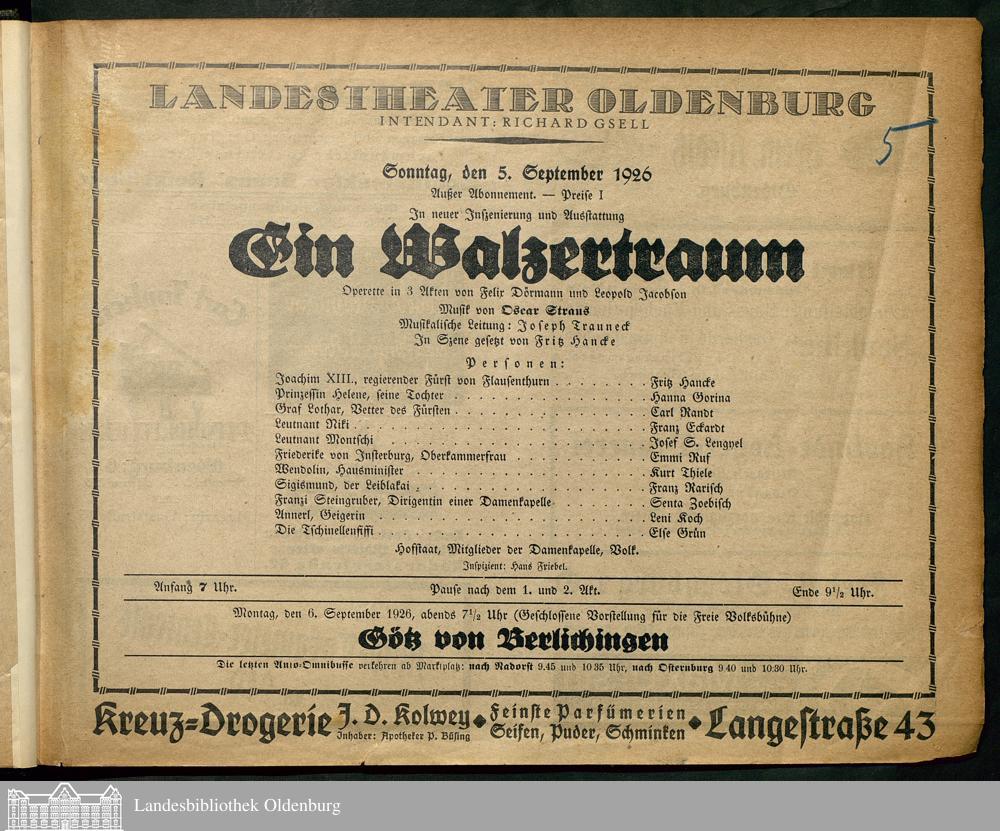 LANDESTHEATER OLDENBURG
INTENDANT: RICHARD GSELL
5
Sonntag, den 5. September 1926
Außer Abonnement. — Preise I
In neuer Inszenierung und Ausstattung
Ein Walzertraum
Operette in 3 Akten von Felix Dörmann und Leopold Jacobson
Musik von Oscar Straus
Musikalische Leitung: Joseph Trauneck
In Szene gesetzt von Fritz Hancke
Personen:
Joachim XIII., regierender Fürst von Flausenthurn . . . . . . . Fritz Hancke
Prinzessin Helene, seine Tochter . . . . . . . . . . . . . . . Hanna Gorina
Graf Lothar, Vetter des Fürsten . . . . . . . . . . . . . . . Carl Randt
Leutnant Niki . . . . . . . . . . . . . . . . . . . . . . Franz Eckardt
Leutnant Montschi . . . . . . . . . . . . . . . . . . . . Josef S. Lengyel
Friederike von Insterburg, Oberkammerfrau . . . . . . . . . . Emmi Ruf
Wendolin, Hausminister . . . . . . . . . . . . . . . . . . Kurt Thiele
Sigismund, der Leiblakai . . . . . . . . . . . . . . . . . . Franz Rarisch
Franzi Steingruber, Dirigentin einer Damenkapelle . . . . . . . Senta Zoebisch
Annerl, Geigerin . . . . . . . . . . . . . . . . . . . . . Leni Koch
Die Tschinellenfiffi . . . . . . . . . . . . . . . . . . . . Else Grün
Hofstaat, Mitglieder der Damenkapelle, Volk.
Inspizient: Hans Friebel.
Anfang 7 Uhr. Pause nach dem 1. und 2. Akt. Ende 9½ Uhr.
Montag, den 6. September 1926, abends 7½ Uhr (Geschlossene Vorstellung für die Freie Volksbühne)
Götz von Berlichingen
Die letzten Auto-Omnibusse verkehren ab Marktplatz: nach Nadorst 9.45 und 10 35 Uhr, nach Osternburg 9 40 und 10:30 Uhr.
Kreuz=Drogerie J. D. Kolwey ◆ Feinste Parfümerien ◆ Langestraße 43
Inhaber: Apotheker P. Büsing Seifen, Puder, Schminken
Landesbibliothek Oldenburg